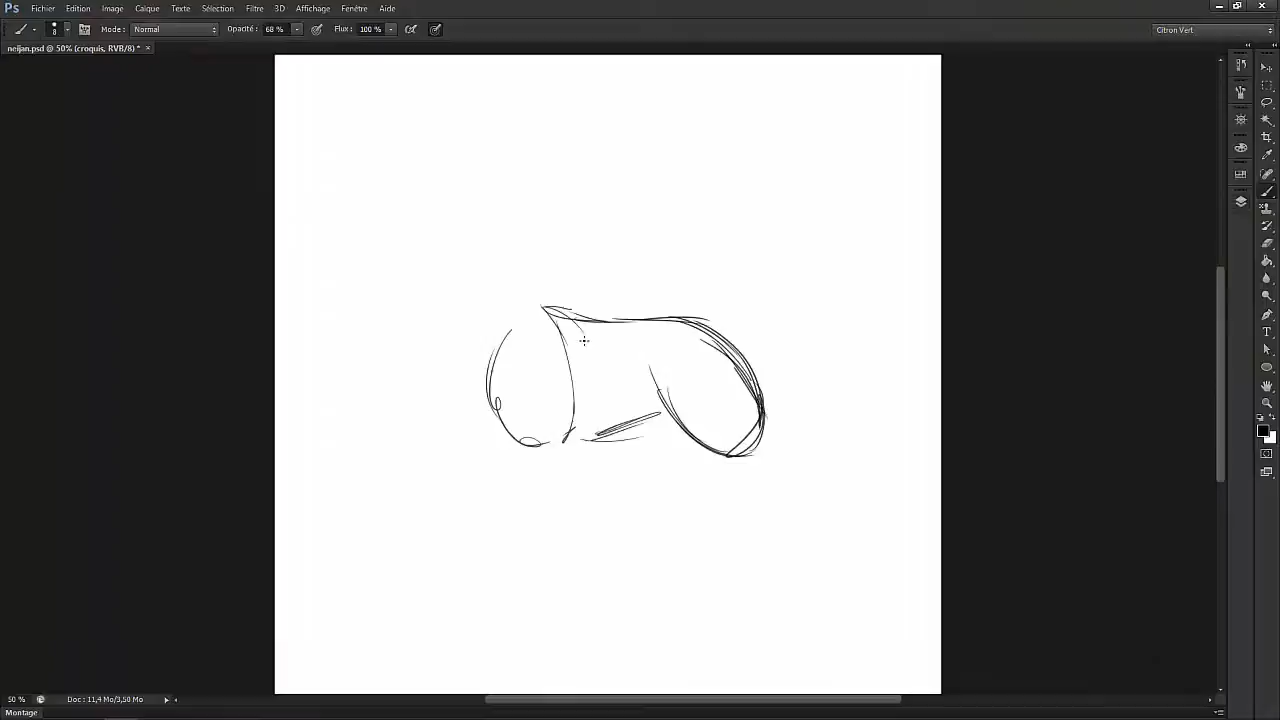 Ps Fichier Edition Image Calque Texte Sélection Filtre 3D Affichage Fenêtre Aide
8 Mode : Normal Opacité : 68 % Flux : 100 % Citron Vert
neijan.psd @ 50% (croquis, RVB/8) * ×
50 % Doc : 11,4 Mo/3,50 Mo
Montage